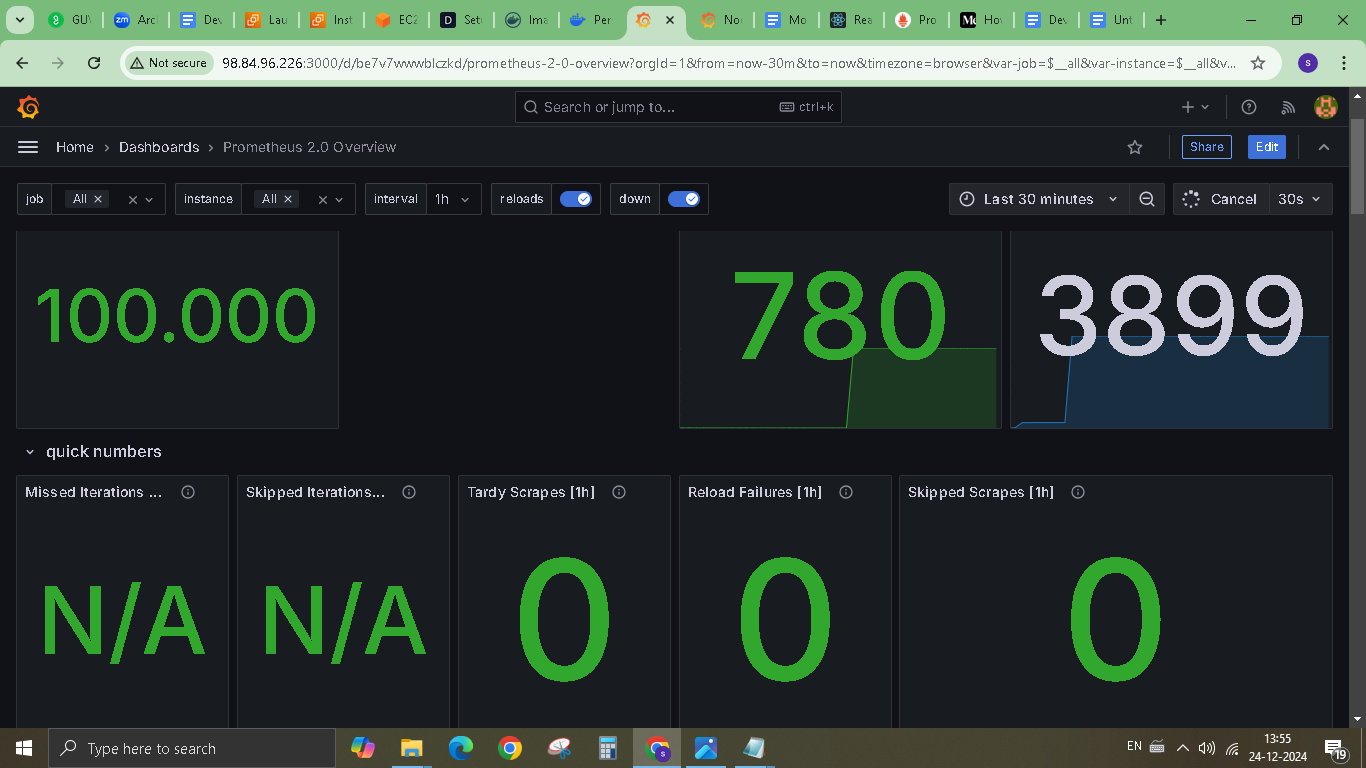 GUV
zm Arc
Dev
Lau
Inst
EC2
D Set
Ima
Per
Noc
Mo
Rea
Pro
Hov
Dev
Unt
Not secure 98.84.96.226:3000/d/be7v7wwwblczkd/prometheus-2-0-overview?orgId=1&from=now-30m&to=now&timezone=browser&var-job=$__all&var-instance=$__all&v... s
Search or jump to... ctrl+k
Home › Dashboards › Prometheus 2.0 Overview Share Edit
job All instance All interval 1h reloads down Last 30 minutes Cancel 30s
100.000 780 3899
quick numbers
Missed Iterations ... Skipped Iterations... Tardy Scrapes [1h] Reload Failures [1h] Skipped Scrapes [1h]
N/A N/A 0 0 0
Type here to search EN 13:55
24-12-2024 19